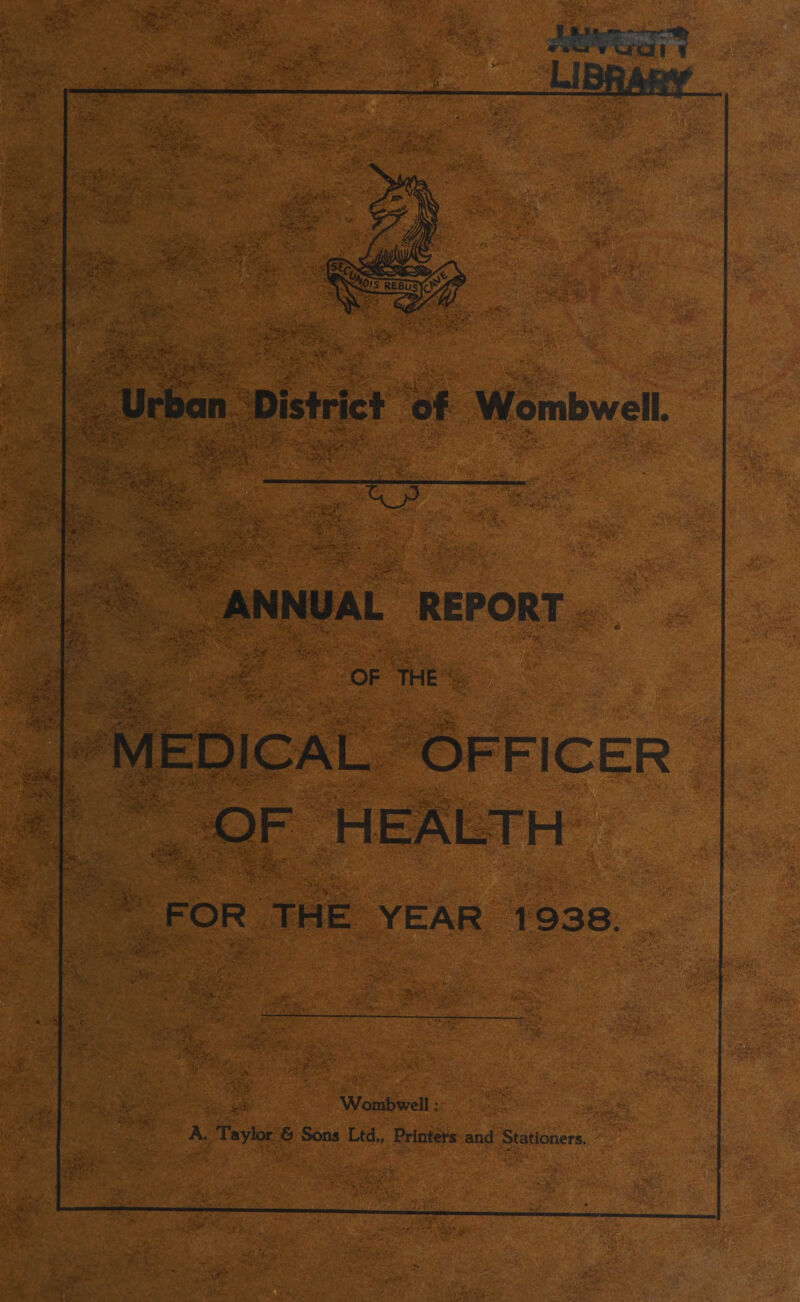 LIBRARY
SECUNDIS REBUS CAVE
Urban District of Wombwell.
ANNUAL REPORT
OF THE
MEDICAL OFFICER
OF HEALTH
FOR THE YEAR 1938.
Wombwell :
A. Taylor & Sons Ltd., Printers and Stationers.